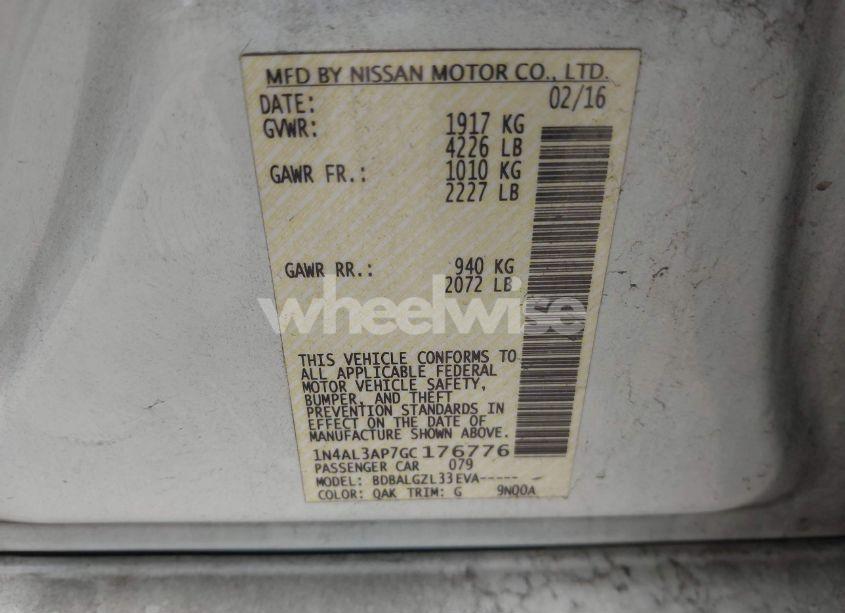 MFD BY NISSAN MOTOR CO., LTD.
DATE: 02/16
GVWR: 1917 KG
4226 LB
GAWR FR.: 1010 KG
2227 LB
GAWR RR.: 940 KG
2072 LB
wheelwise
THIS VEHICLE CONFORMS TO
ALL APPLICABLE FEDERAL
MOTOR VEHICLE SAFETY,
BUMPER, AND THEFT
PREVENTION STANDARDS IN
EFFECT ON THE DATE OF
MANUFACTURE SHOWN ABOVE.
1N4AL3AP7GC176776
PASSENGER CAR 079
MODEL: BDBALGZL33EVA-----
COLOR: QAK TRIM: G 9NQ0A